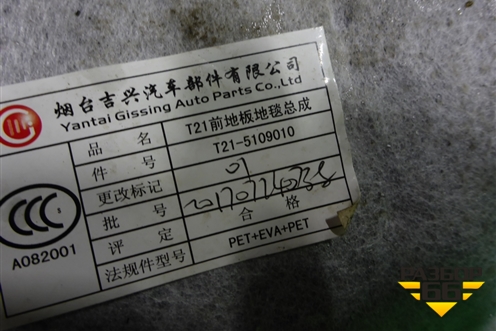 烟台吉兴汽车部件有限公司
Yantai Gissing Auto Parts Co.,Ltd
品 名 T21前地板地毯总成
件 号 T21-5109010
更改标记 01
批 号
评 定 合 格
法规件型号 PET+EVA+PET
A082001